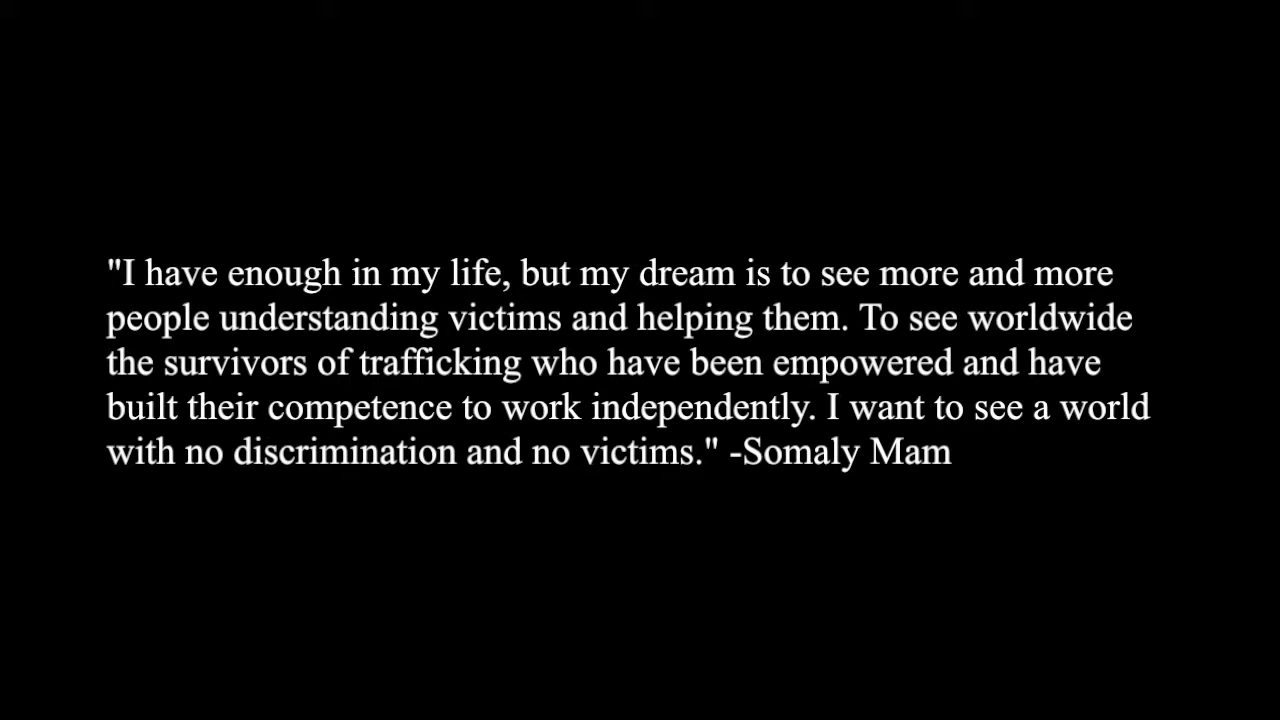 "I have enough in my life, but my dream is to see more and more
people understanding victims and helping them. To see worldwide
the survivors of trafficking who have been empowered and have
built their competence to work independently. I want to see a world
with no discrimination and no victims." -Somaly Mam